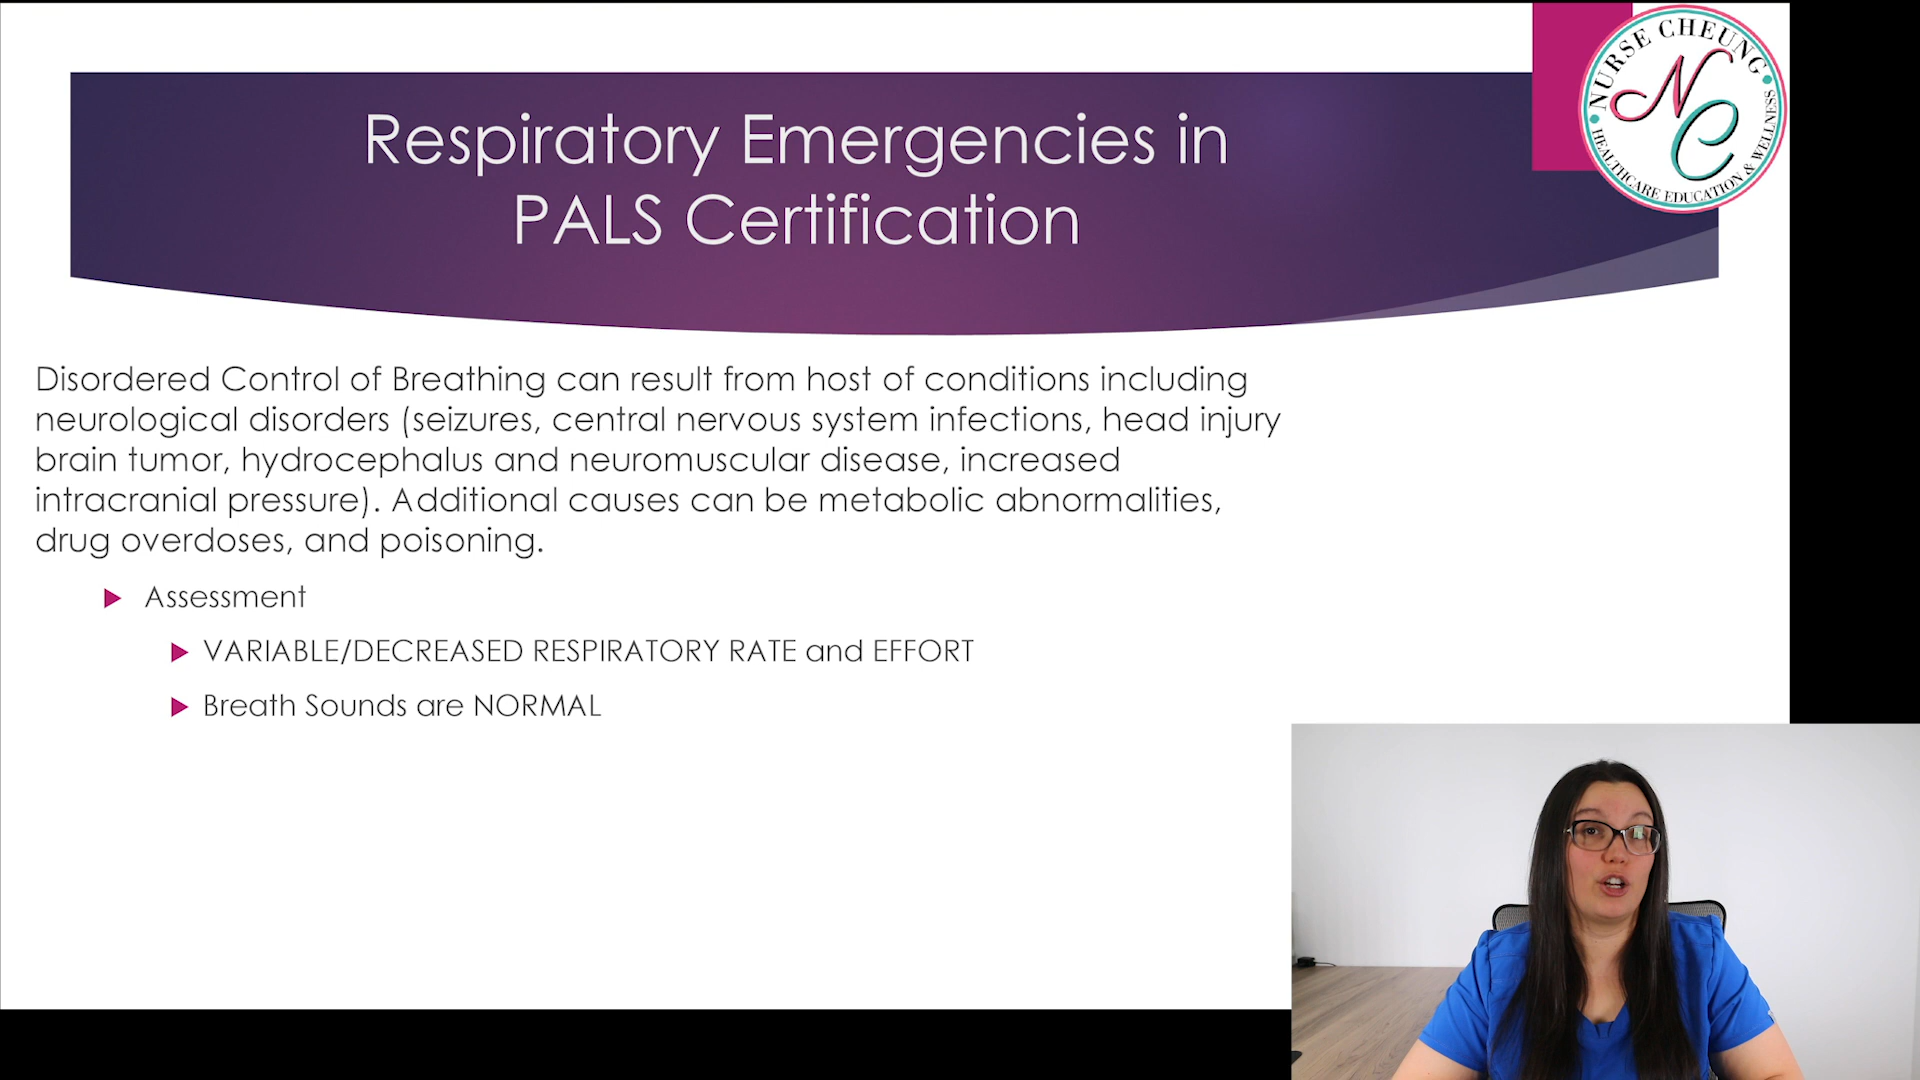 NURSE CHEUNG
NC
HEALTHCARE EDUCATION & WELLNESS
Respiratory Emergencies in
PALS Certification
Disordered Control of Breathing can result from host of conditions including
neurological disorders (seizures, central nervous system infections, head injury
brain tumor, hydrocephalus and neuromuscular disease, increased
intracranial pressure). Additional causes can be metabolic abnormalities,
drug overdoses, and poisoning.
Assessment
VARIABLE/DECREASED RESPIRATORY RATE and EFFORT
Breath Sounds are NORMAL